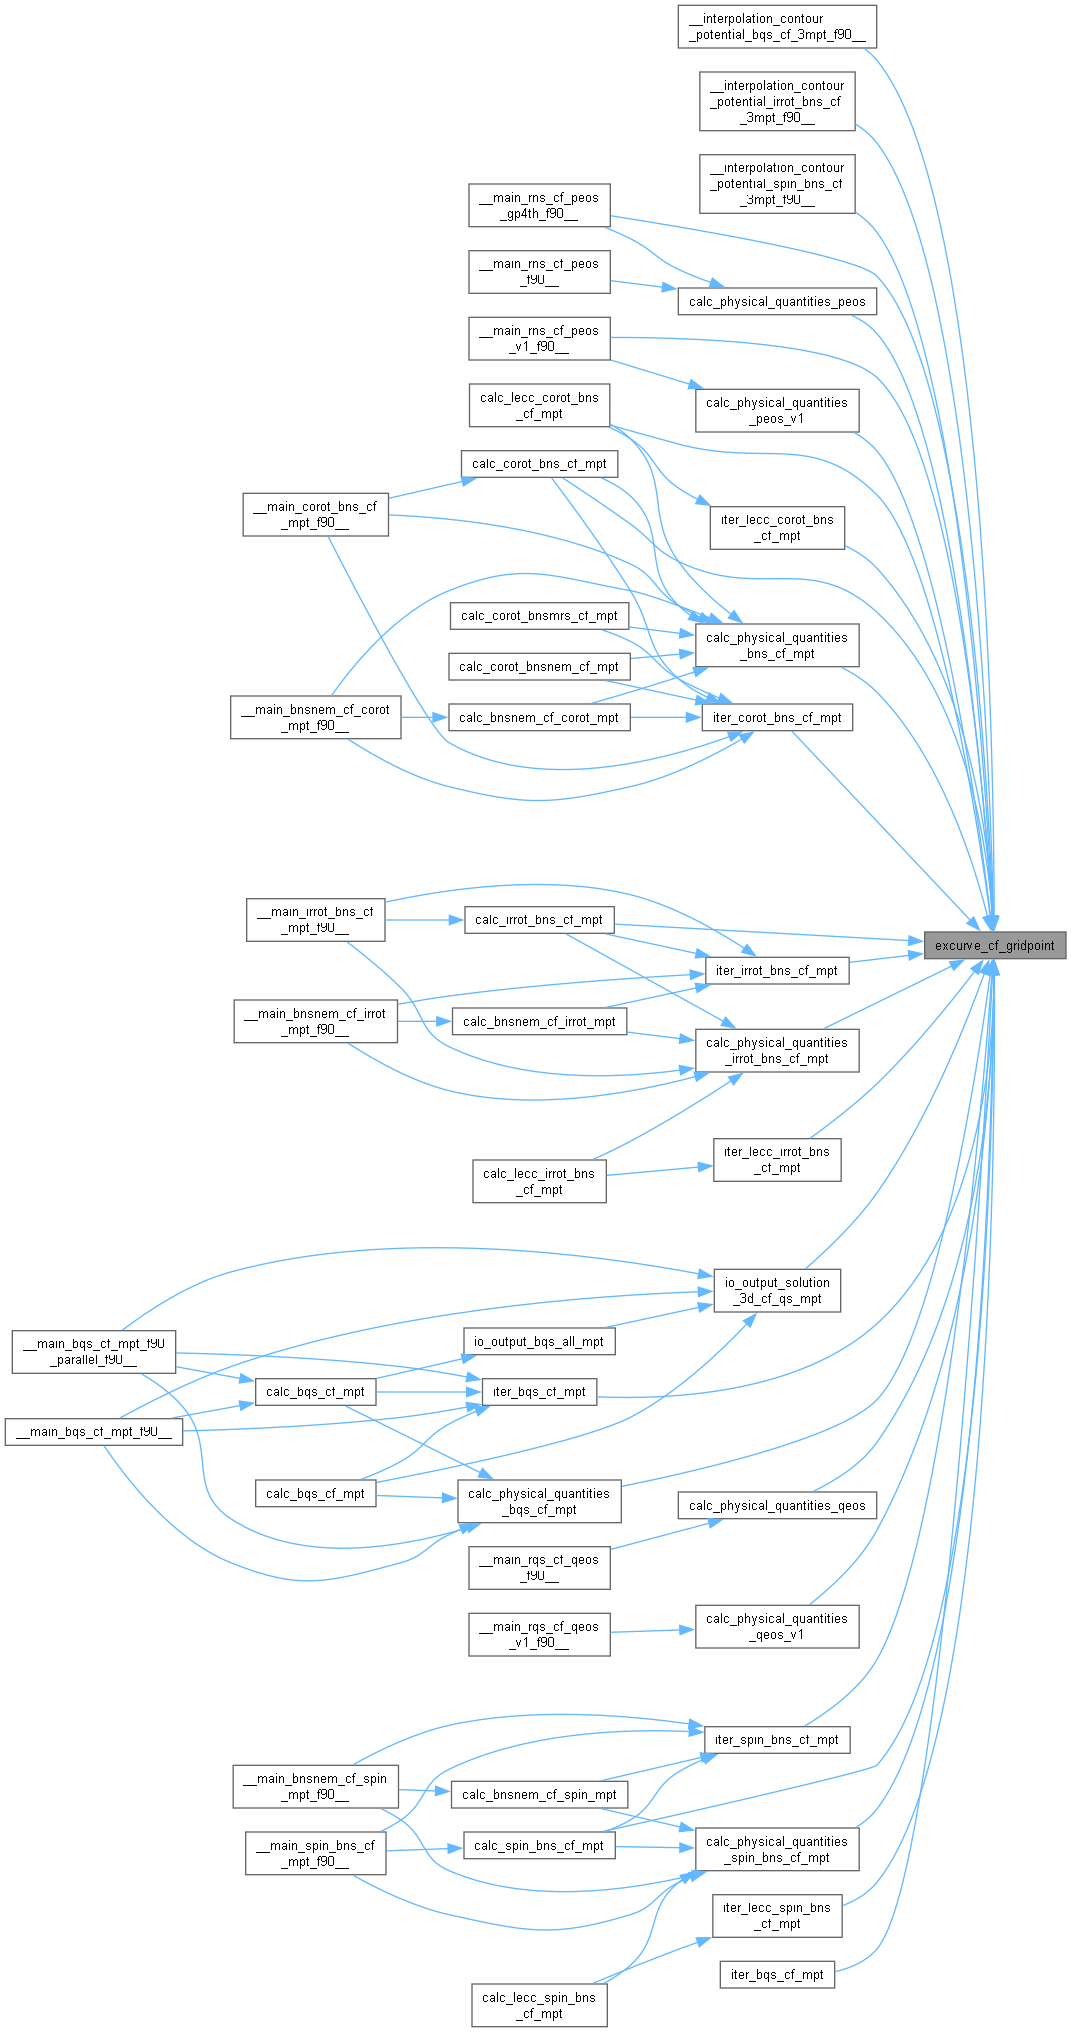 __interpolation_contour
_potential_bqs_cf_3mpt_f90__
__interpolation_contour
_potential_irrot_bns_cf
_3mpt_f90__
__interpolation_contour
_potential_spin_bns_cf
_3mpt_f90__
__main_rns_cf_peos
_gp4th_f90__
__main_rns_cf_peos
_f90__
calc_physical_quantities_peos
__main_rns_cf_peos
_v1_f90__
calc_lecc_corot_bns
_cf_mpt
calc_physical_quantities
_peos_v1
calc_corot_bns_cf_mpt
__main_corot_bns_cf
_mpt_f90__
iter_lecc_corot_bns
_cf_mpt
calc_corot_bnsmrs_cf_mpt
calc_physical_quantities
_bns_cf_mpt
calc_corot_bnsnem_cf_mpt
__main_bnsnem_cf_corot
_mpt_f90__
calc_bnsnem_cf_corot_mpt
iter_corot_bns_cf_mpt
__main_irrot_bns_cf
_mpt_f90__
calc_irrot_bns_cf_mpt
excurve_cf_gridpoint
iter_irrot_bns_cf_mpt
__main_bnsnem_cf_irrot
_mpt_f90__
calc_bnsnem_cf_irrot_mpt
calc_physical_quantities
_irrot_bns_cf_mpt
iter_lecc_irrot_bns
_cf_mpt
calc_lecc_irrot_bns
_cf_mpt
io_output_solution
_3d_cf_qs_mpt
__main_bqs_cf_mpt_f90
_parallel_f90__
io_output_bqs_all_mpt
calc_bqs_cf_mpt
iter_bqs_cf_mpt
__main_bqs_cf_mpt_f90__
calc_bqs_cf_mpt
calc_physical_quantities
_bqs_cf_mpt
calc_physical_quantities_qeos
__main_rqs_cf_qeos
_f90__
__main_rqs_cf_qeos
_v1_f90__
calc_physical_quantities
_qeos_v1
iter_spin_bns_cf_mpt
__main_bnsnem_cf_spin
_mpt_f90__
calc_bnsnem_cf_spin_mpt
__main_spin_bns_cf
_mpt_f90__
calc_spin_bns_cf_mpt
calc_physical_quantities
_spin_bns_cf_mpt
iter_lecc_spin_bns
_cf_mpt
iter_bqs_cf_mpt
calc_lecc_spin_bns
_cf_mpt